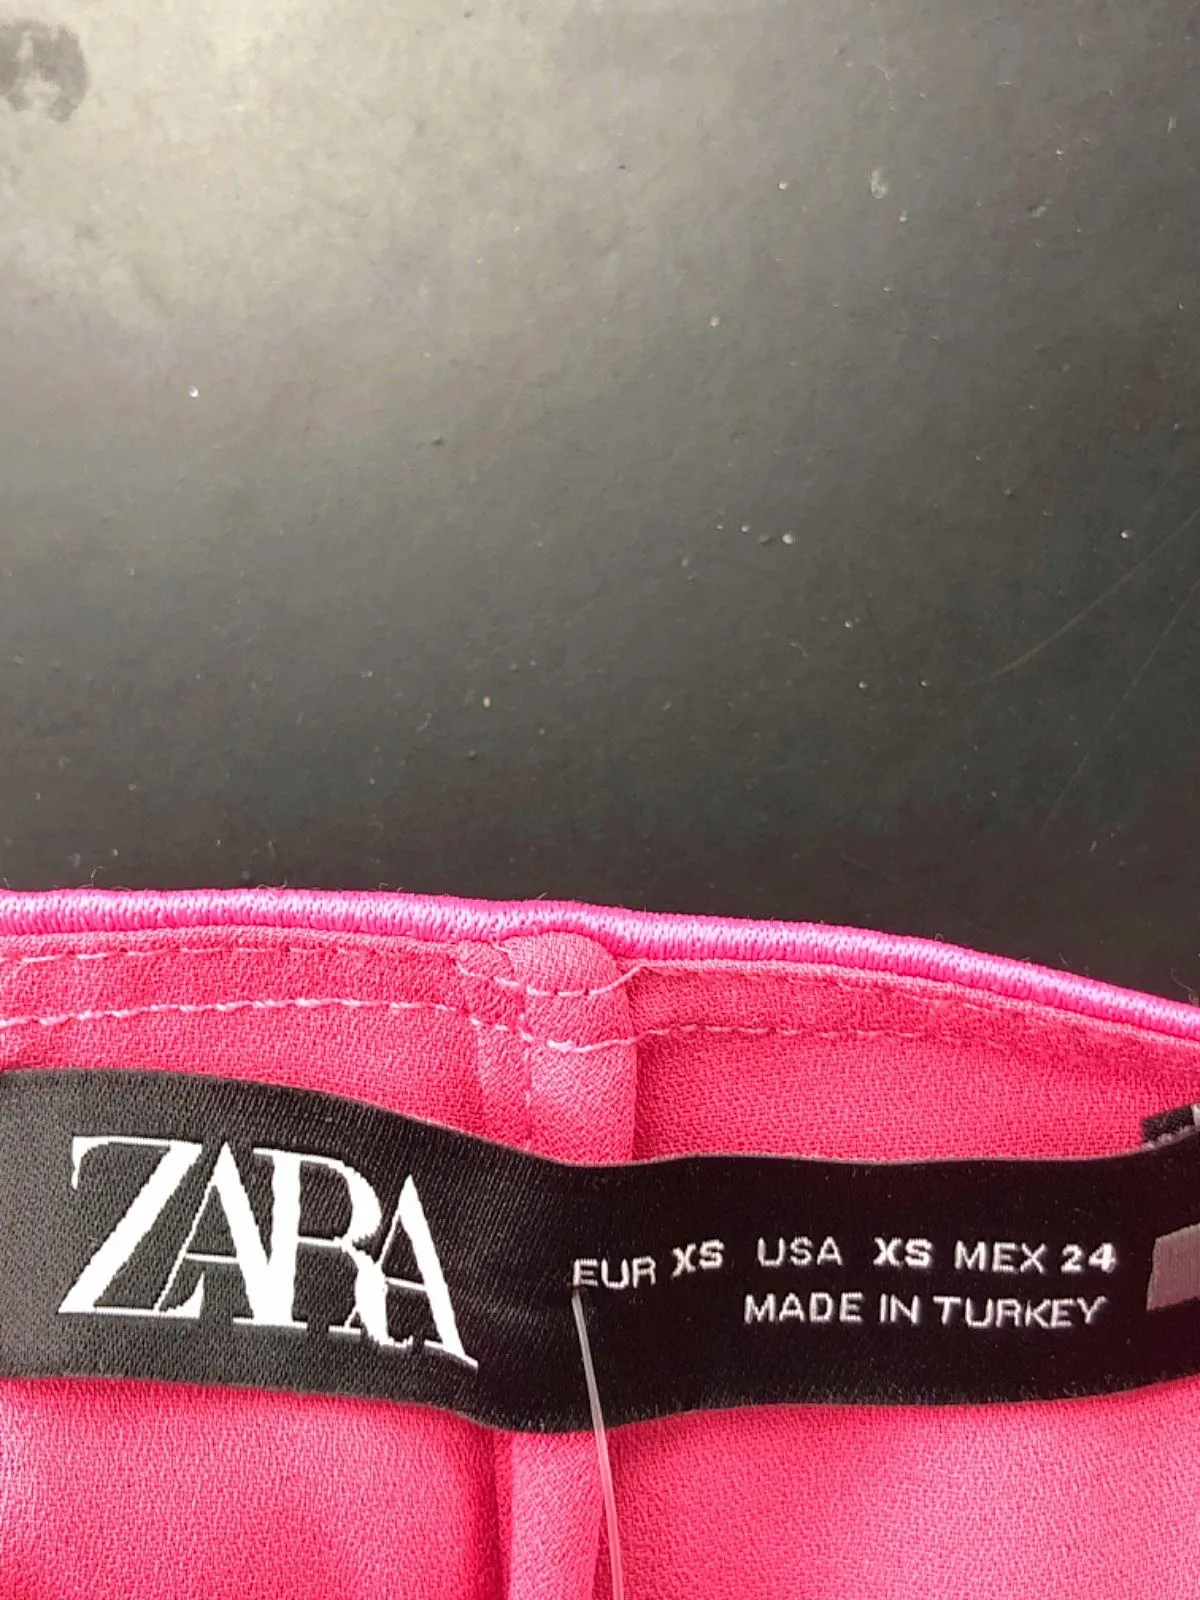 ZARA
EUR XS USA XS MEX 24
MADE IN TURKEY